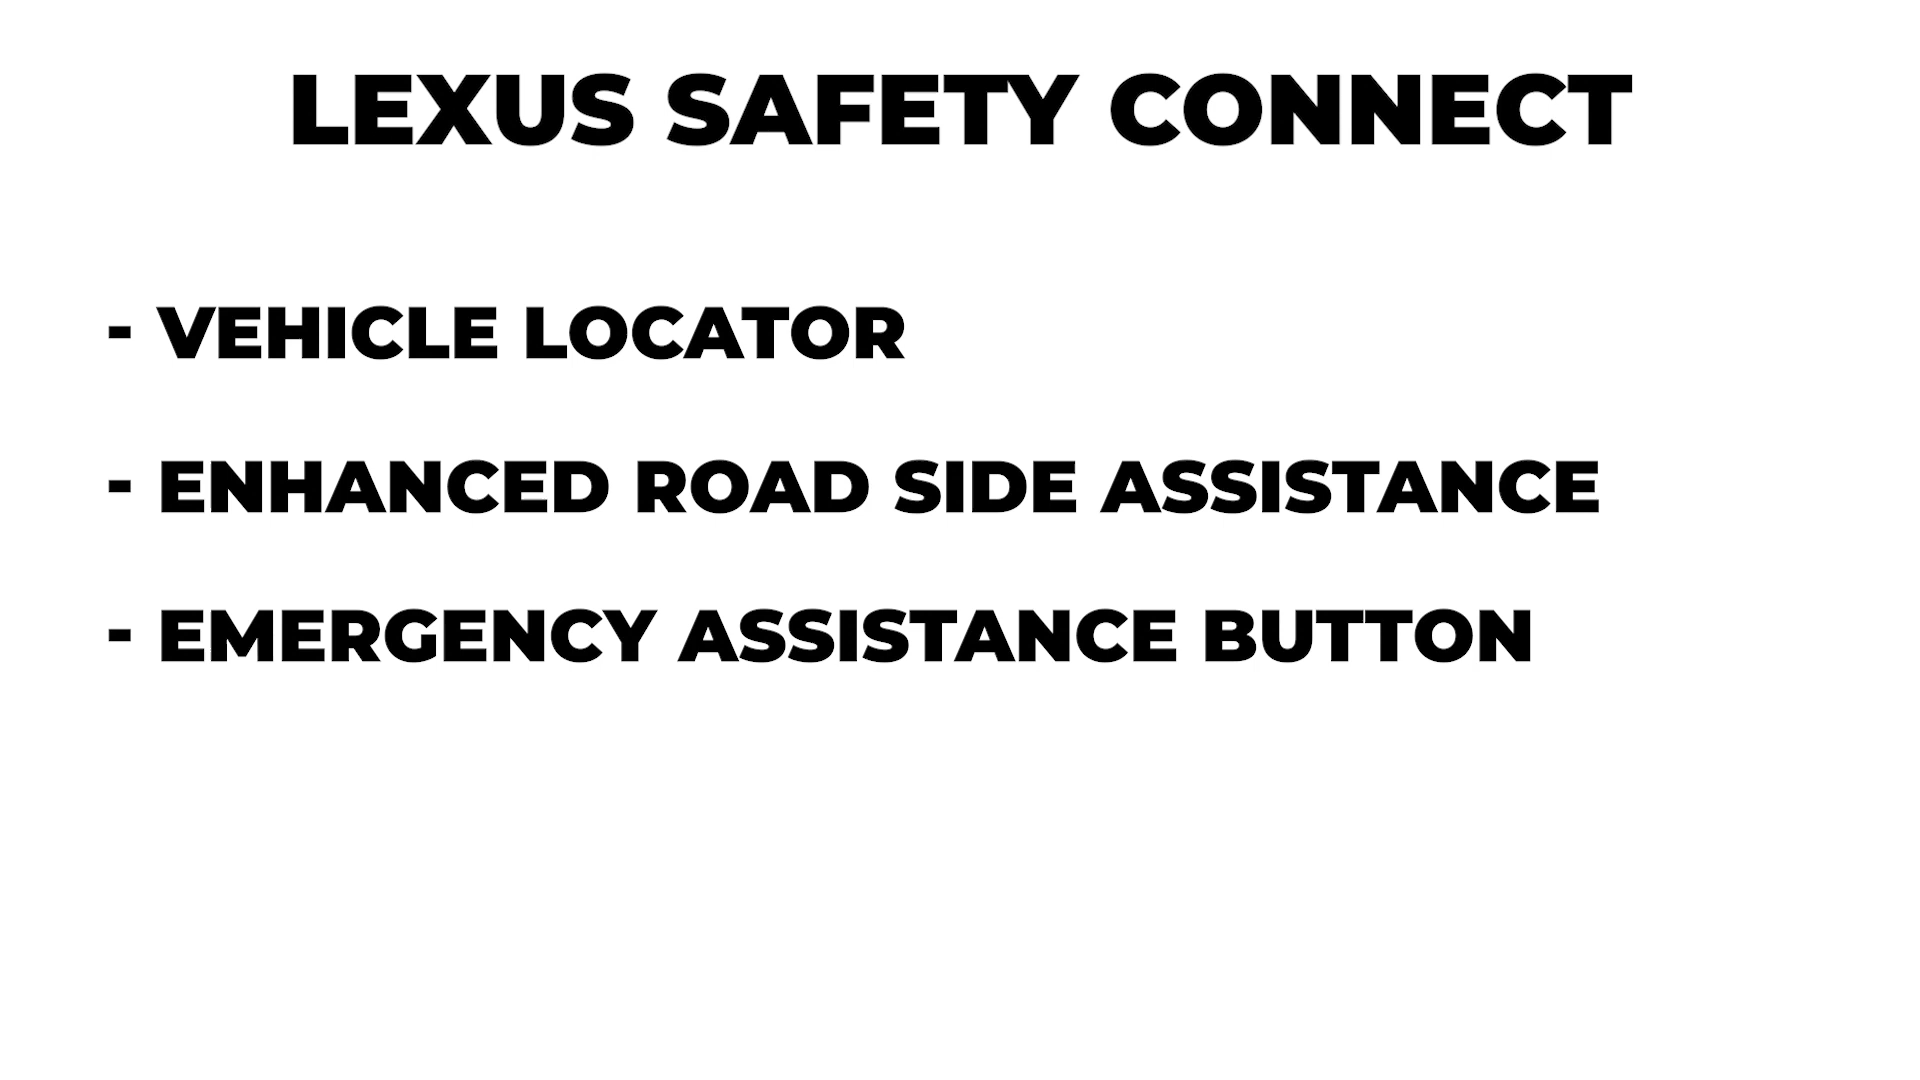 LEXUS SAFETY CONNECT
- VEHICLE LOCATOR
- ENHANCED ROAD SIDE ASSISTANCE
- EMERGENCY ASSISTANCE BUTTON